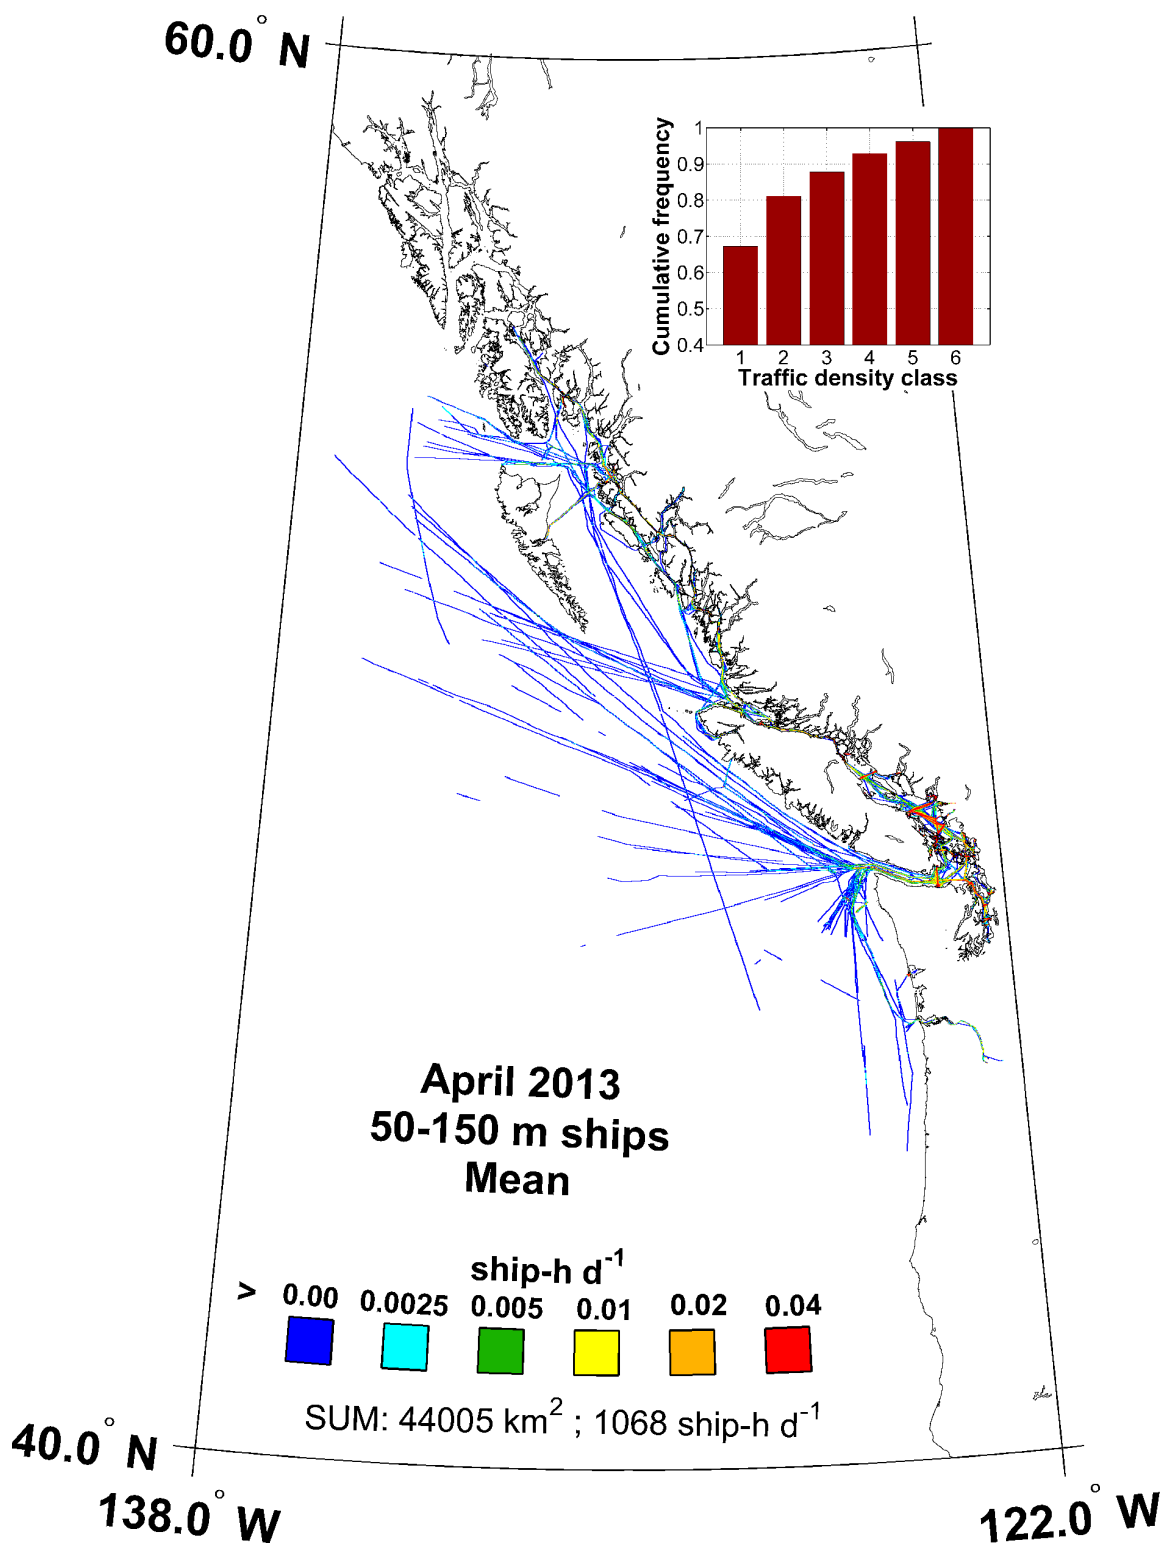 60.0° N
Cumulative frequency
1
0.9
0.8
0.7
0.6
0.5
0.4
1 2 3 4 5 6
Traffic density class
April 2013
50-150 m ships
Mean
ship-h d⁻¹
> 0.00 0.0025 0.005 0.01 0.02 0.04
SUM: 44005 km² ; 1068 ship-h d⁻¹
40.0° N
138.0° W
122.0° W